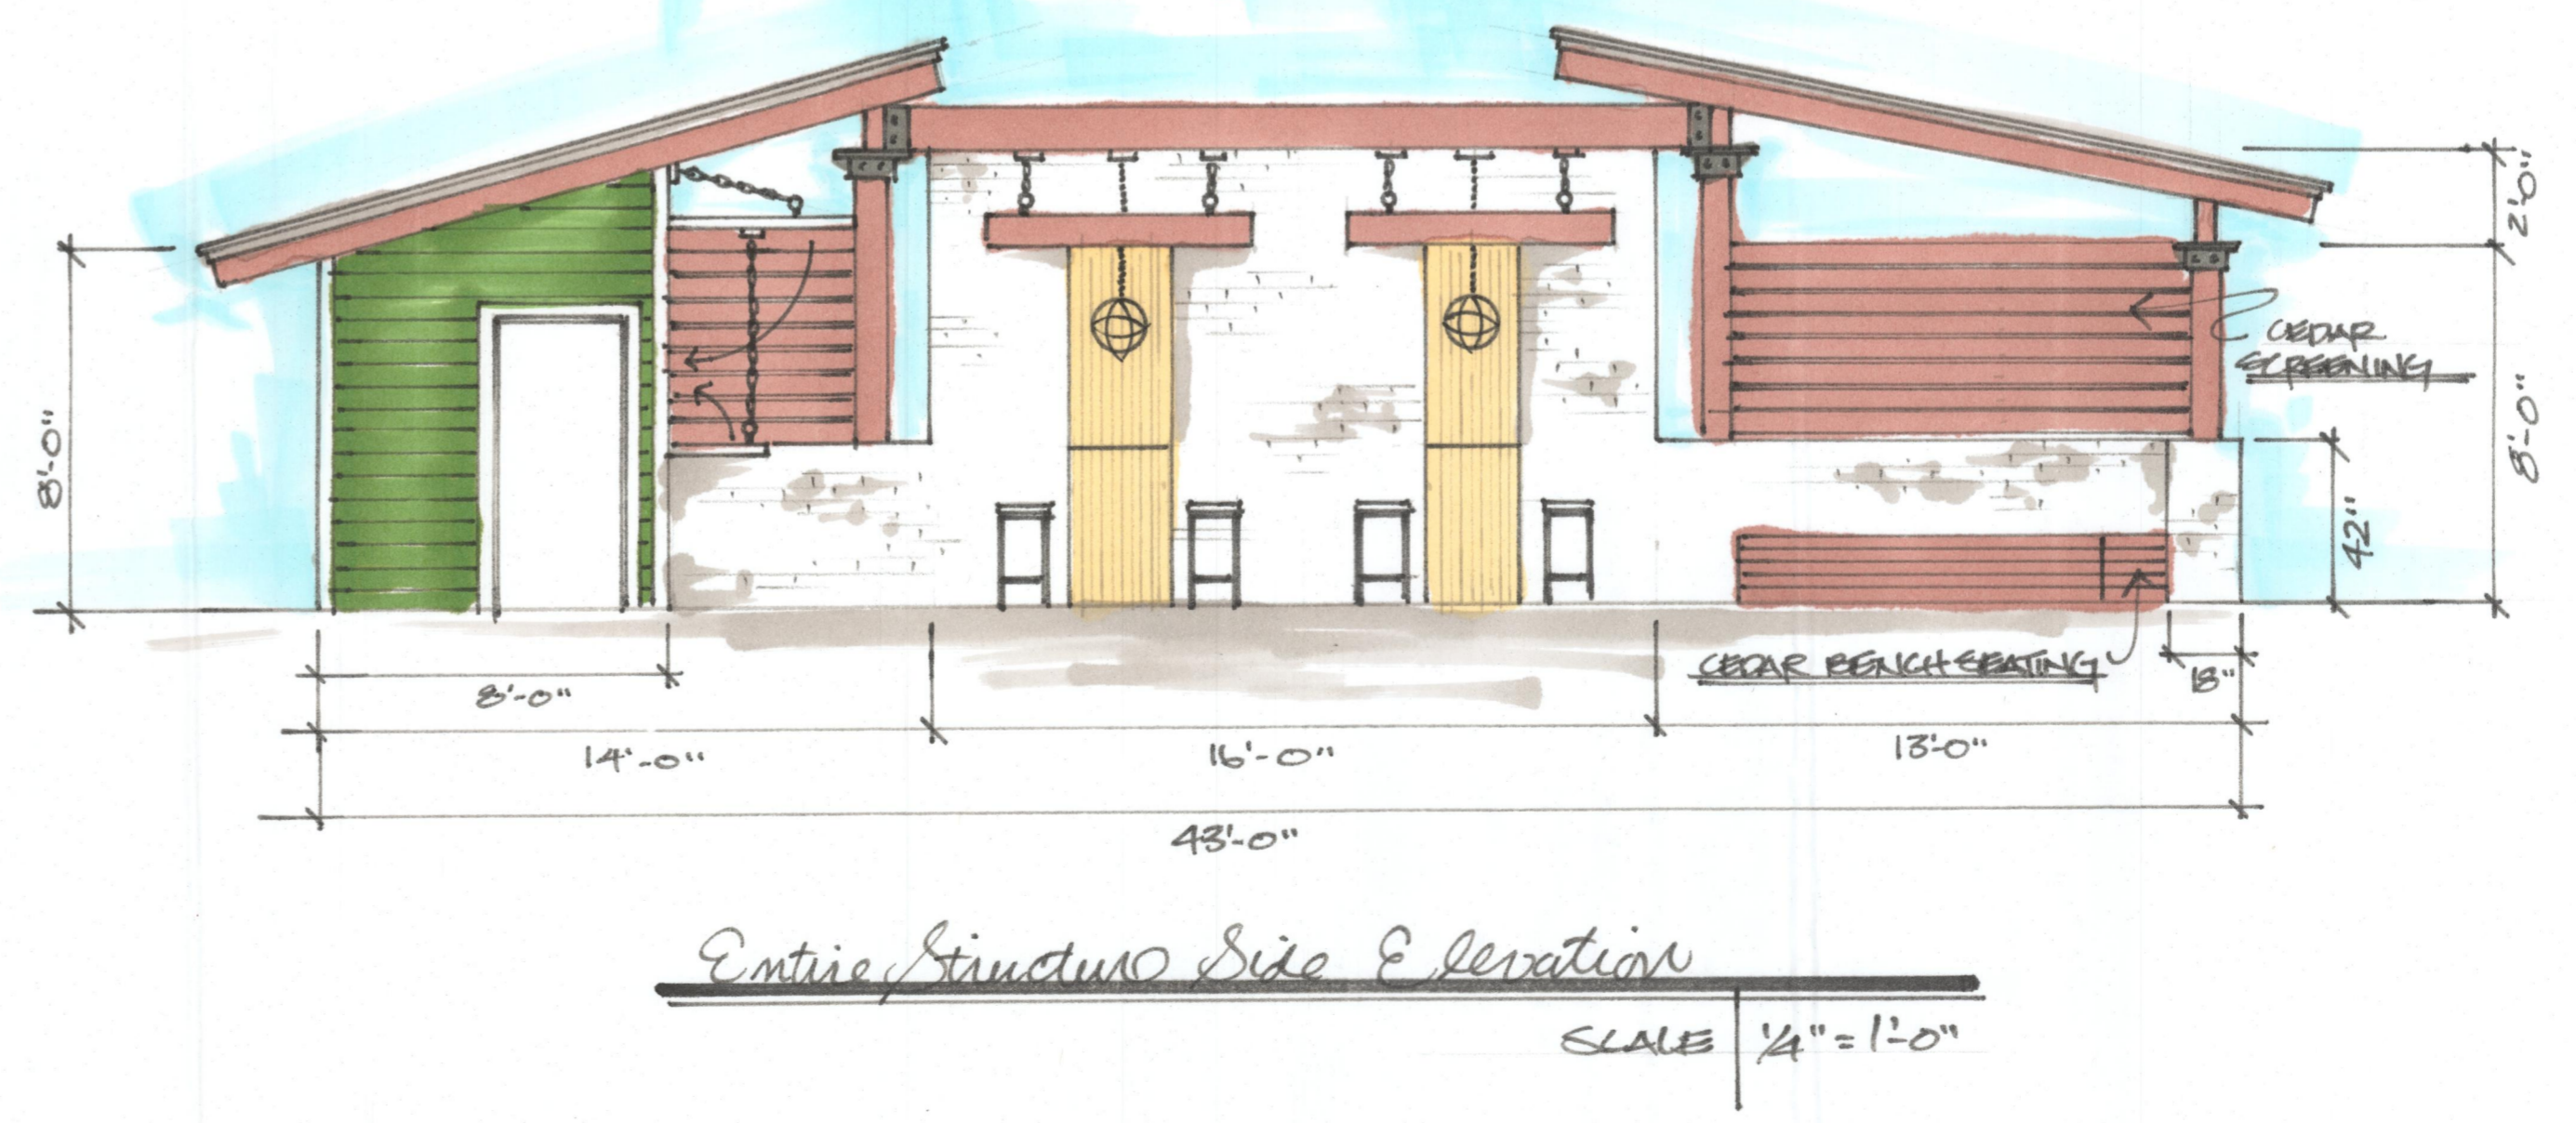 2'-0"
CEDAR
SCREENING
8'-0"
8'-0"
42"
CEDAR BENCH SEATING
18"
8'-0"
14'-0"
16'-0"
13'-0"
43'-0"
Entire Structure Side Elevation
SCALE 1/4" = 1'-0"